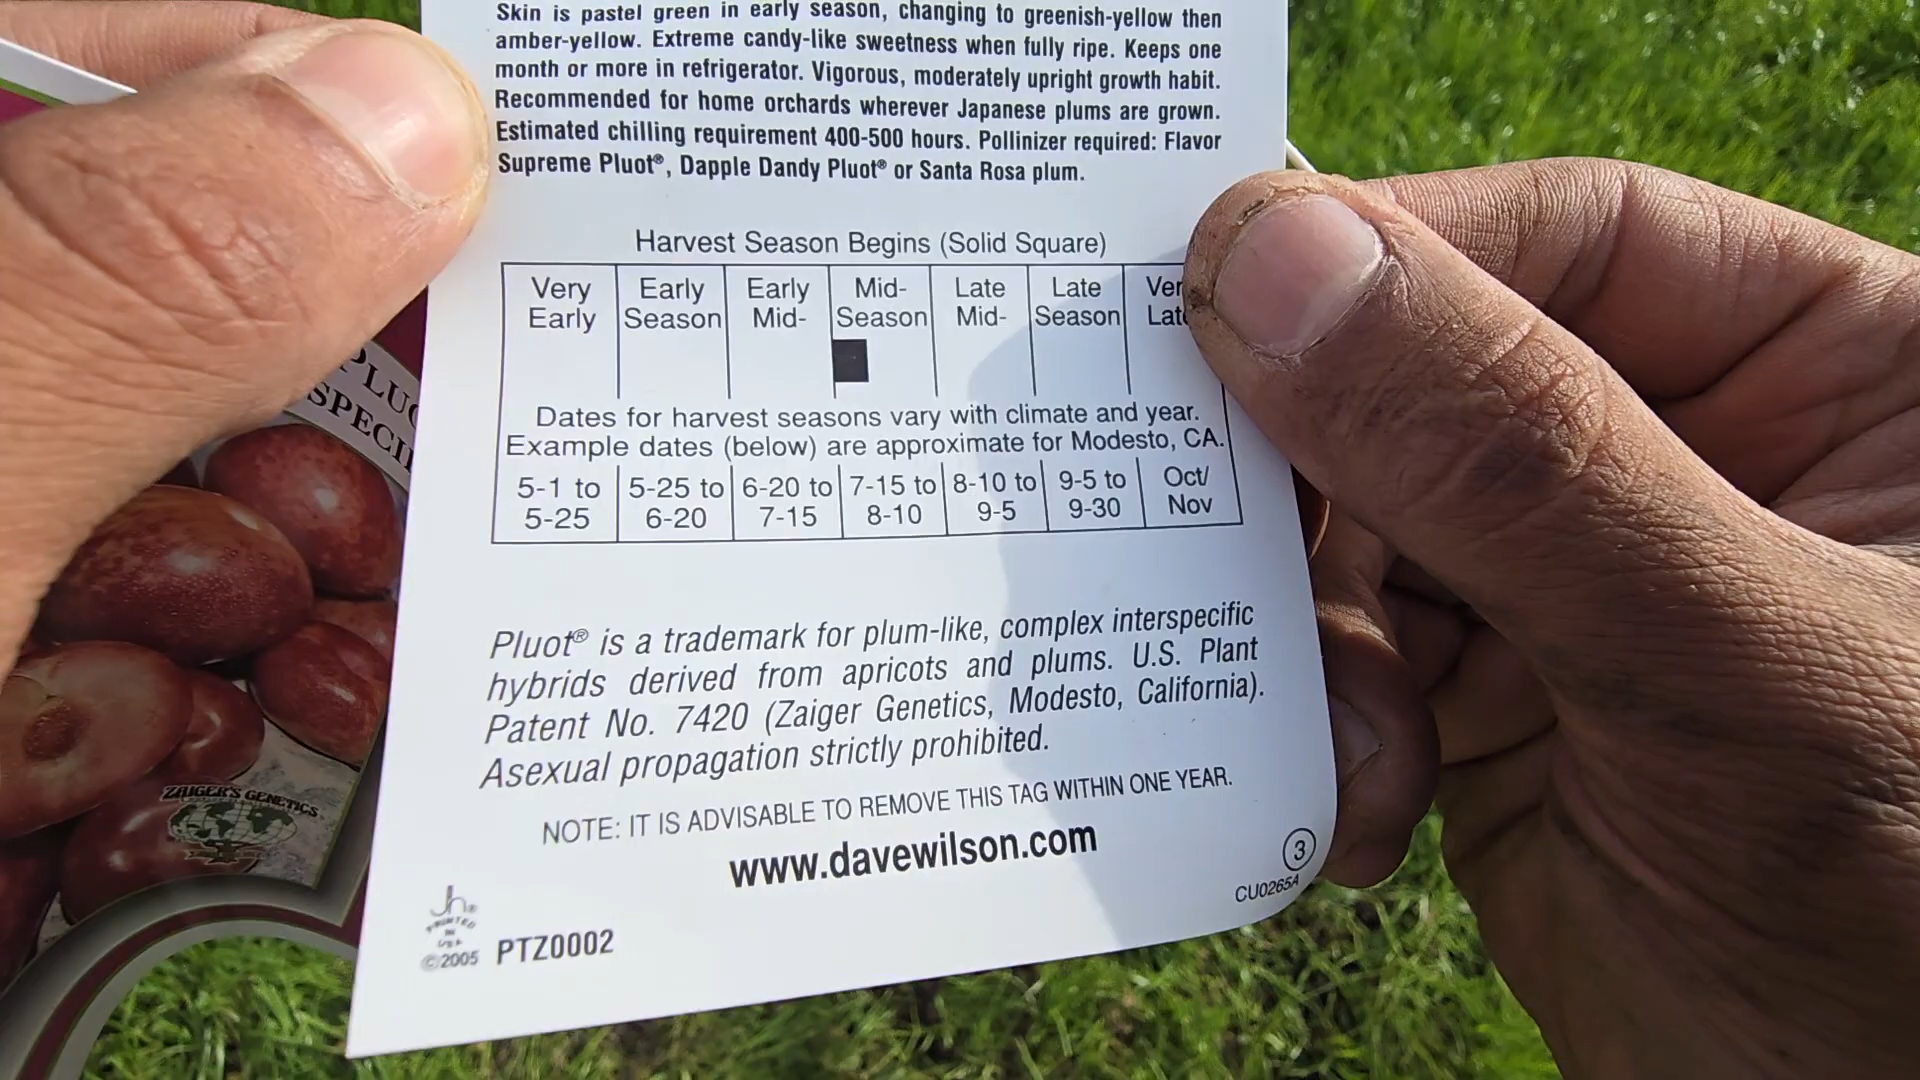 Skin is pastel green in early season, changing to greenish-yellow then
amber-yellow. Extreme candy-like sweetness when fully ripe. Keeps one
month or more in refrigerator. Vigorous, moderately upright growth habit.
Recommended for home orchards wherever Japanese plums are grown.
Estimated chilling requirement 400-500 hours. Pollinizer required: Flavor
Supreme Pluot®, Dapple Dandy Pluot® or Santa Rosa plum.
Harvest Season Begins (Solid Square)
Very Early Mid- Late Late
Early Season Early Mid- Season Mid- Season
Dates for harvest seasons vary with climate and year.
Example dates (below) are approximate for Modesto, CA.
5-1 to 5-25 to 6-20 to 7-15 to 8-10 to 9-5 to Oct/
5-25 6-20 7-15 8-10 9-5 9-30 Nov
Pluot® is a trademark for plum-like, complex interspecific
hybrids derived from apricots and plums. U.S. Plant
Patent No. 7420 (Zaiger Genetics, Modesto, California).
Asexual propagation strictly prohibited.
NOTE: IT IS ADVISABLE TO REMOVE THIS TAG WITHIN ONE YEAR.
www.davewilson.com
3
CU0265A
Jh®
PRINTED
IN
USA
©2005 PTZ0002
ZAIGER'S GENETICS